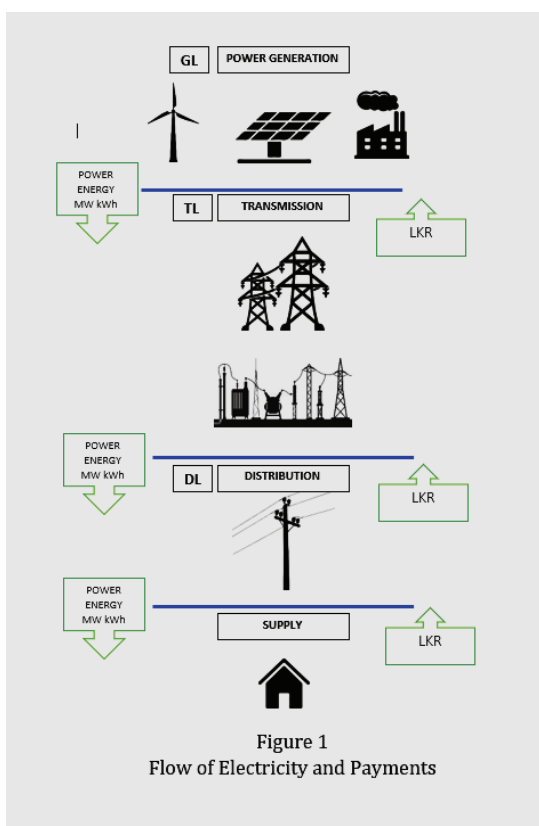 GL POWER GENERATION
POWER
ENERGY
MW kWh
TL TRANSMISSION
LKR
POWER
ENERGY
MW kWh
DL DISTRIBUTION
LKR
POWER
ENERGY
MW kWh
SUPPLY
LKR
Figure 1
Flow of Electricity and Payments